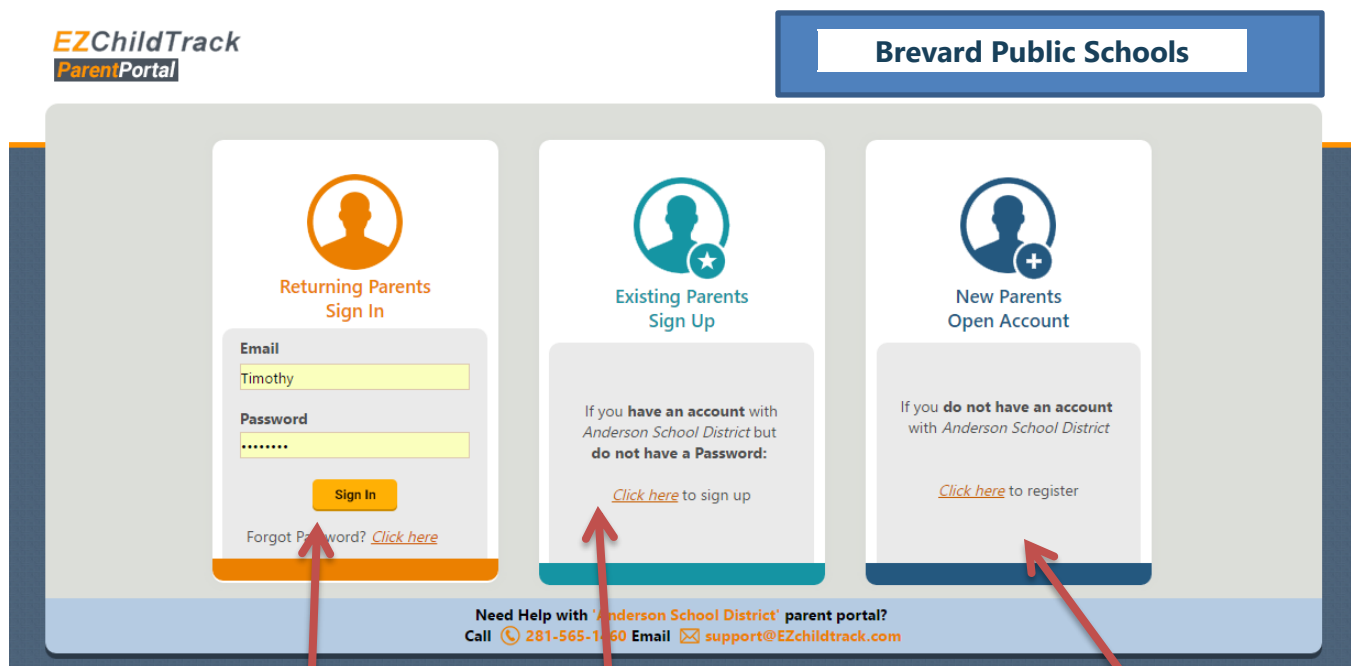 EZChildTrack
ParentPortal
Brevard Public Schools
Returning Parents
Sign In
Email
Timothy
Password
••••••••
Sign In
Forgot Password? Click here
Existing Parents
Sign Up
If you have an account with
Anderson School District but
do not have a Password:
Click here to sign up
New Parents
Open Account
If you do not have an account
with Anderson School District
Click here to register
Need Help with 'Anderson School District' parent portal?
Call 281-565-1460 Email support@EZchildtrack.com